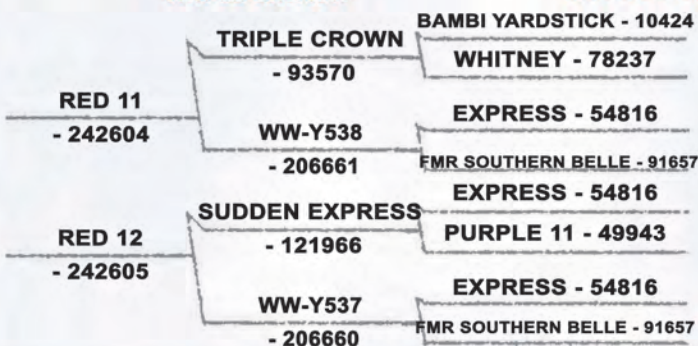 BAMBI YARDSTICK - 10424
TRIPLE CROWN
- 93570
WHITNEY - 78237
RED 11
- 242604
EXPRESS - 54816
WW-Y538
- 206661
FMR SOUTHERN BELLE - 91657
EXPRESS - 54816
SUDDEN EXPRESS
- 121966
PURPLE 11 - 49943
RED 12
- 242605
EXPRESS - 54816
WW-Y537
- 206660
FMR SOUTHERN BELLE - 91657